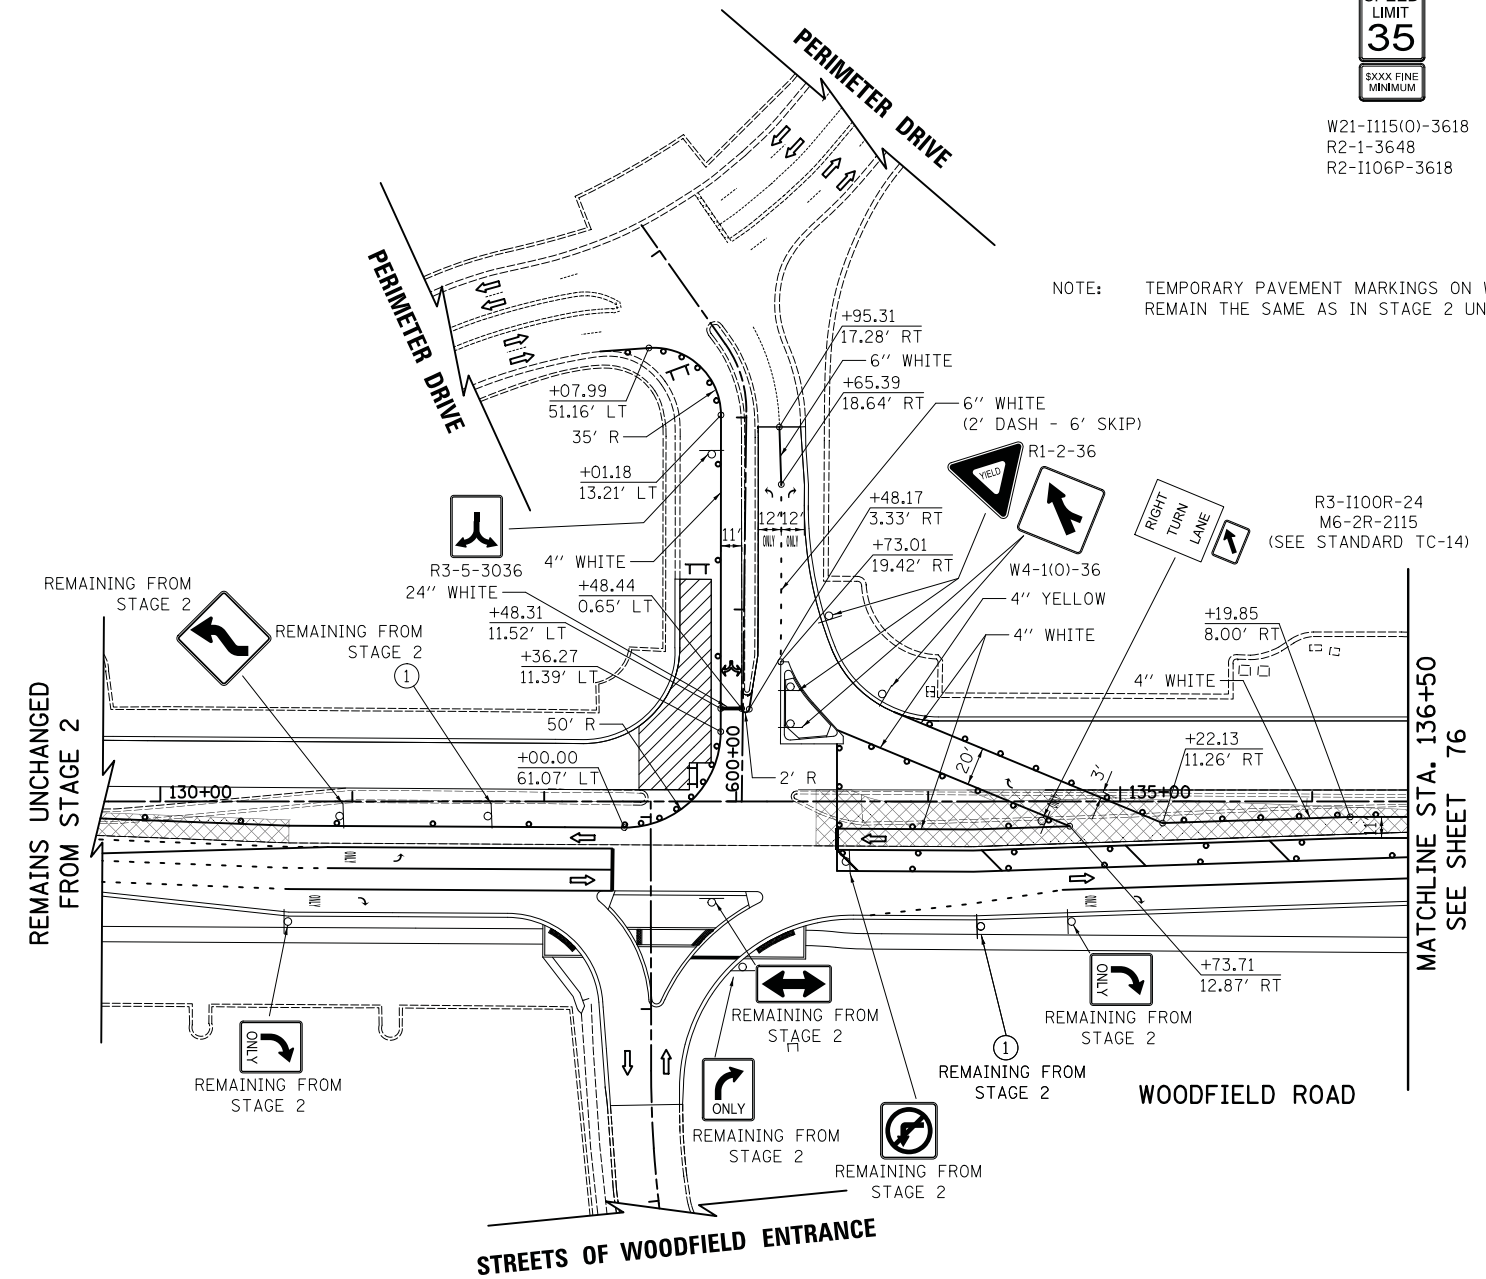 LIMIT
35
$XXX FINE
MINIMUM
W21-I115(O)-3618
R2-1-3648
R2-I106P-3618
PERIMETER DRIVE
PERIMETER DRIVE
NOTE: TEMPORARY PAVEMENT MARKINGS ON
REMAIN THE SAME AS IN STAGE 2
+95.31
17.28' RT
6" WHITE
+65.39
18.64' RT
6" WHITE
(2' DASH - 6' SKIP)
+07.99
51.16' LT
35' R
+01.18
13.21' LT
YIELD
R1-2-36
+48.17
3.33' RT
+73.01
19.42' RT
W4-1(O)-36
RIGHT
TURN
LANE
R3-I100R-24
M6-2R-2115
(SEE STANDARD TC-14)
11'
12'
12'
ONLY
ONLY
4" WHITE
R3-5-3036
24" WHITE
+48.44
0.65' LT
+48.31
11.52' LT
+36.27
11.39' LT
50' R
+00.00
61.07' LT
REMAINING FROM
STAGE 2
REMAINING FROM
STAGE 2
1
4" YELLOW
4" WHITE
+19.85
8.00' RT
4" WHITE
+22.13
11.26' RT
20'
3'
2' R
600+00
130+00
135+00
11'
REMAINS UNCHANGED
FROM STAGE 2
MATCHLINE STA. 136+50
SEE SHEET 76
ONLY
ONLY
ONLY
+73.71
12.87' RT
ONLY
REMAINING FROM
STAGE 2
REMAINING FROM
STAGE 2
ONLY
REMAINING FROM
STAGE 2
1
REMAINING FROM
STAGE 2
ONLY
REMAINING FROM
STAGE 2
REMAINING FROM
STAGE 2
WOODFIELD ROAD
STREETS OF WOODFIELD ENTRANCE